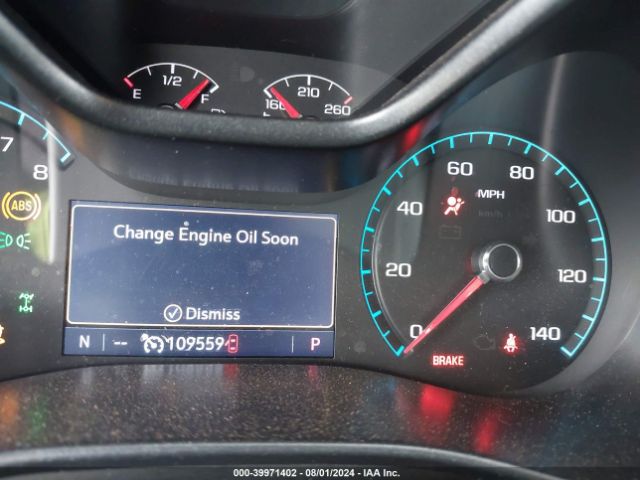 1/2
E F
210
160 260
7
8
60 80
MPH
km/h
40 100
20 120
0 140
ABS
Change Engine Oil Soon
Dismiss
N -- 109559 P
BRAKE
000-39971402 - 08/01/2024 - IAA Inc.